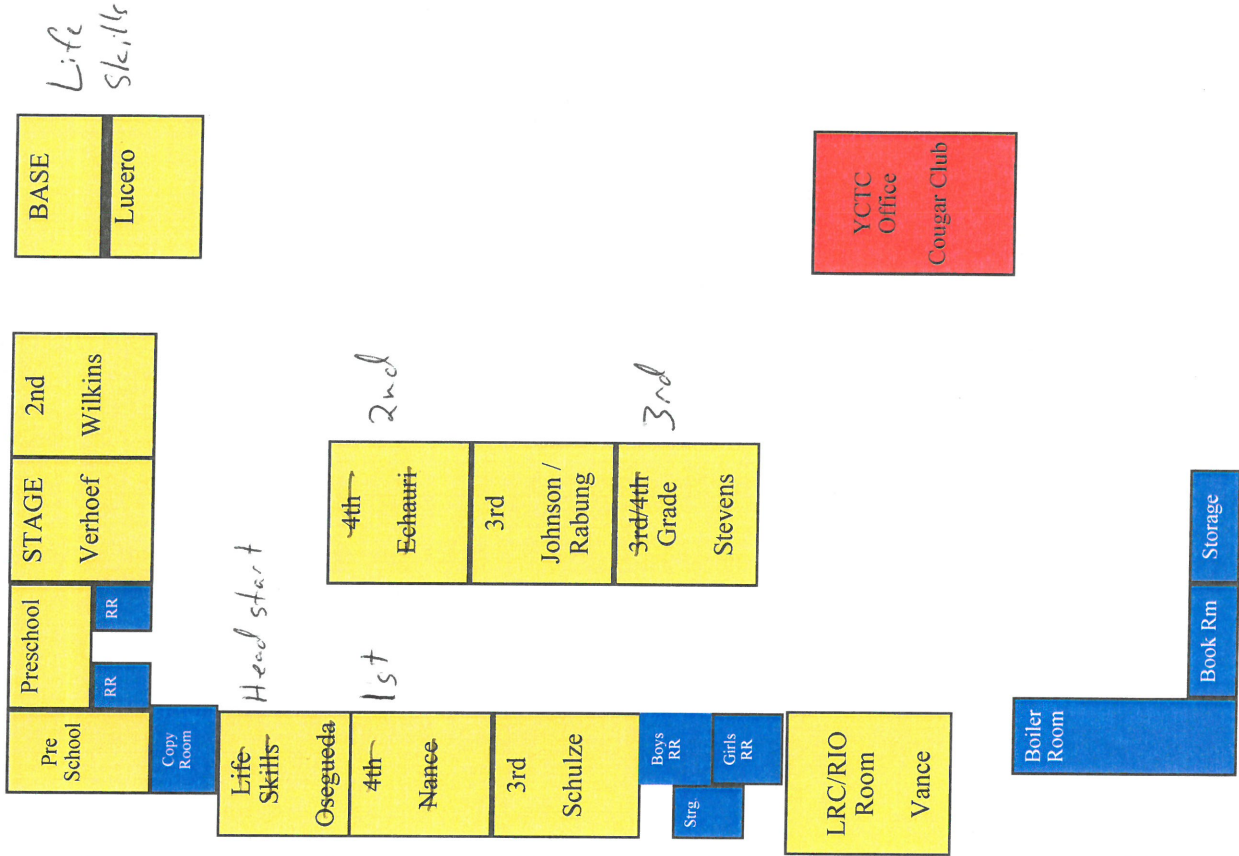 Life
Skills
BASE
Lucero
2nd
Wilkins
STAGE
Verhoef
Preschool
RR
RR
Pre
School
Copy
Room
Head start
Life
Skills
Osegueda
1st
4th
Nance
3rd
Schulze
2nd
4th
Echauri
3rd
Johnson /
Rabung
3rd
3rd/4th
Grade
Stevens
Boys
RR
Girls
RR
Strg.
LRC/RIO
Room
Vance
YCTC
Office
Cougar Club
Boiler
Room
Book Rm
Storage